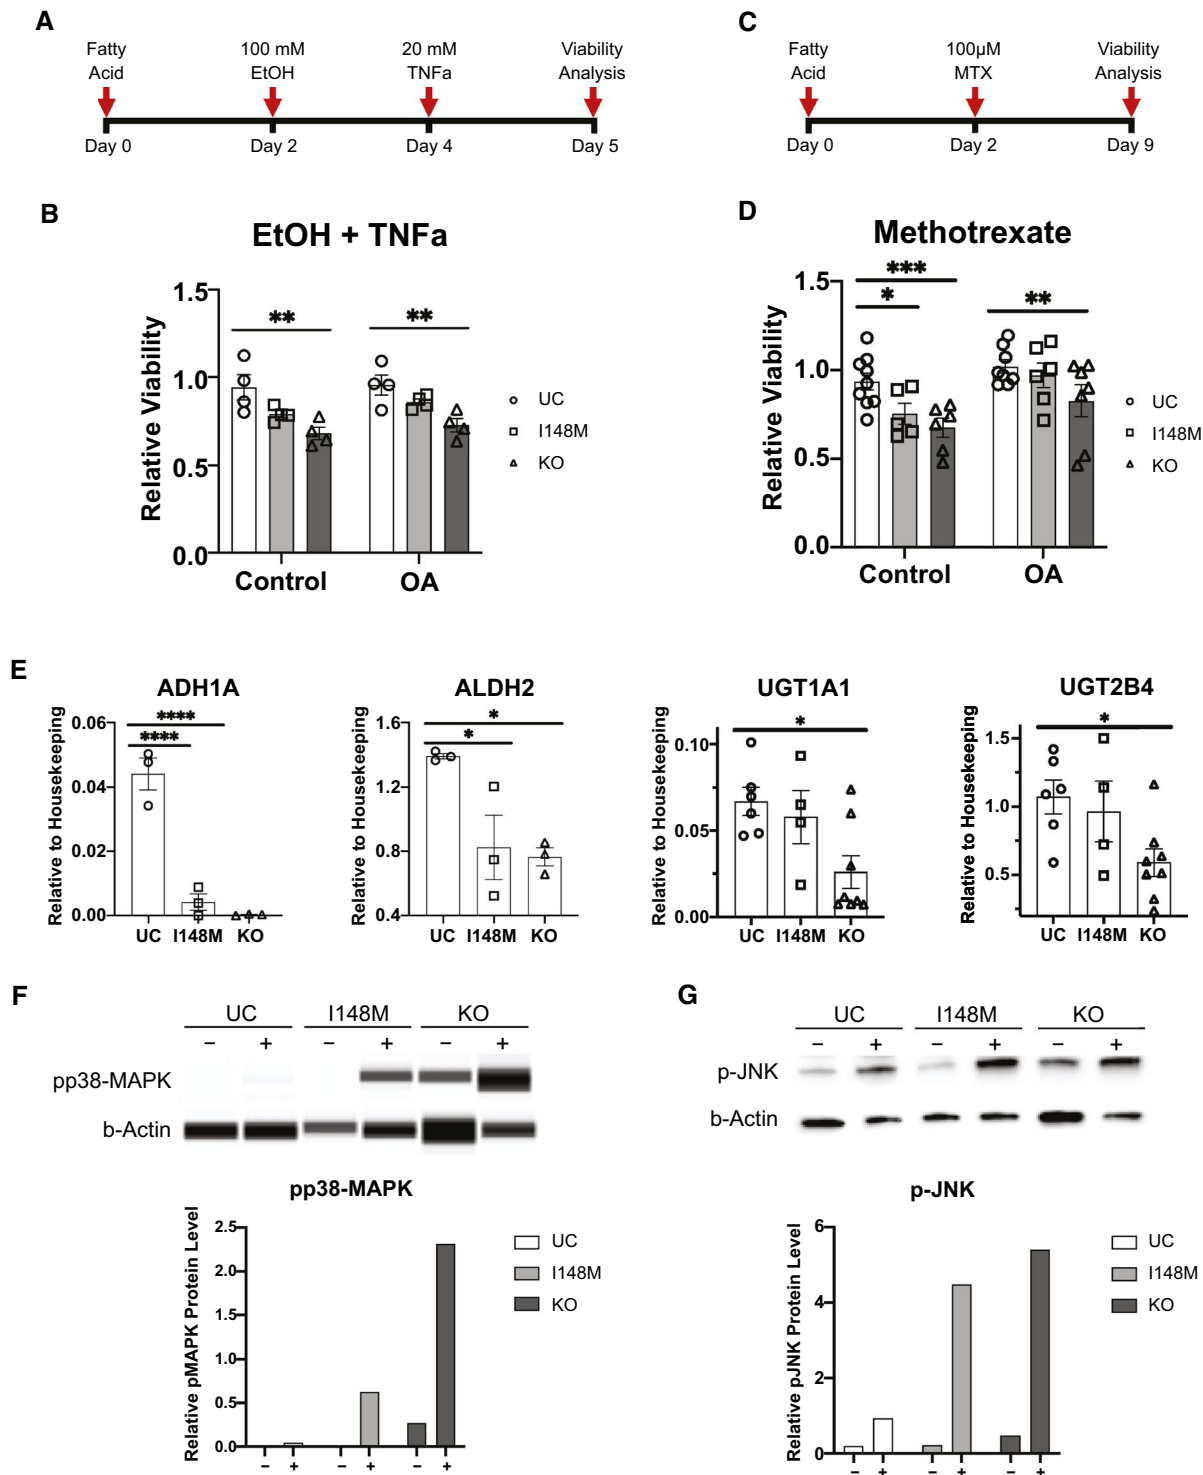 A
Fatty Acid
100 mM EtOH
20 mM TNFa
Viability Analysis
Day 0
Day 2
Day 4
Day 5
C
Fatty Acid
100µM MTX
Viability Analysis
Day 0
Day 2
Day 9
B
EtOH + TNFa
Relative Viability
1.5
1.0
0.5
0.0
**
**
Control
OA
UC
I148M
KO
D
Methotrexate
Relative Viability
1.5
1.0
0.5
0.0
***
*
**
Control
OA
UC
I148M
KO
E
ADH1A
Relative to Housekeeping
0.06
0.04
0.02
0.00
****
****
UC I148M KO
ALDH2
Relative to Housekeeping
1.6
1.2
0.8
0.4
*
*
UC I148M KO
UGT1A1
Relative to Housekeeping
0.10
0.05
0.00
*
UC I148M KO
UGT2B4
Relative to Housekeeping
1.5
1.0
0.5
*
UC I148M KO
F
UC I148M KO
− + − + − +
pp38-MAPK
b-Actin
pp38-MAPK
Relative pMAPK Protein Level
2.5
2.0
1.5
1.0
0.5
0.0
− + − + − +
UC
I148M
KO
G
UC I148M KO
− + − + − +
p-JNK
b-Actin
p-JNK
Relative pJNK Protein Level
6
4
2
0
− + − + − +
UC
I148M
KO